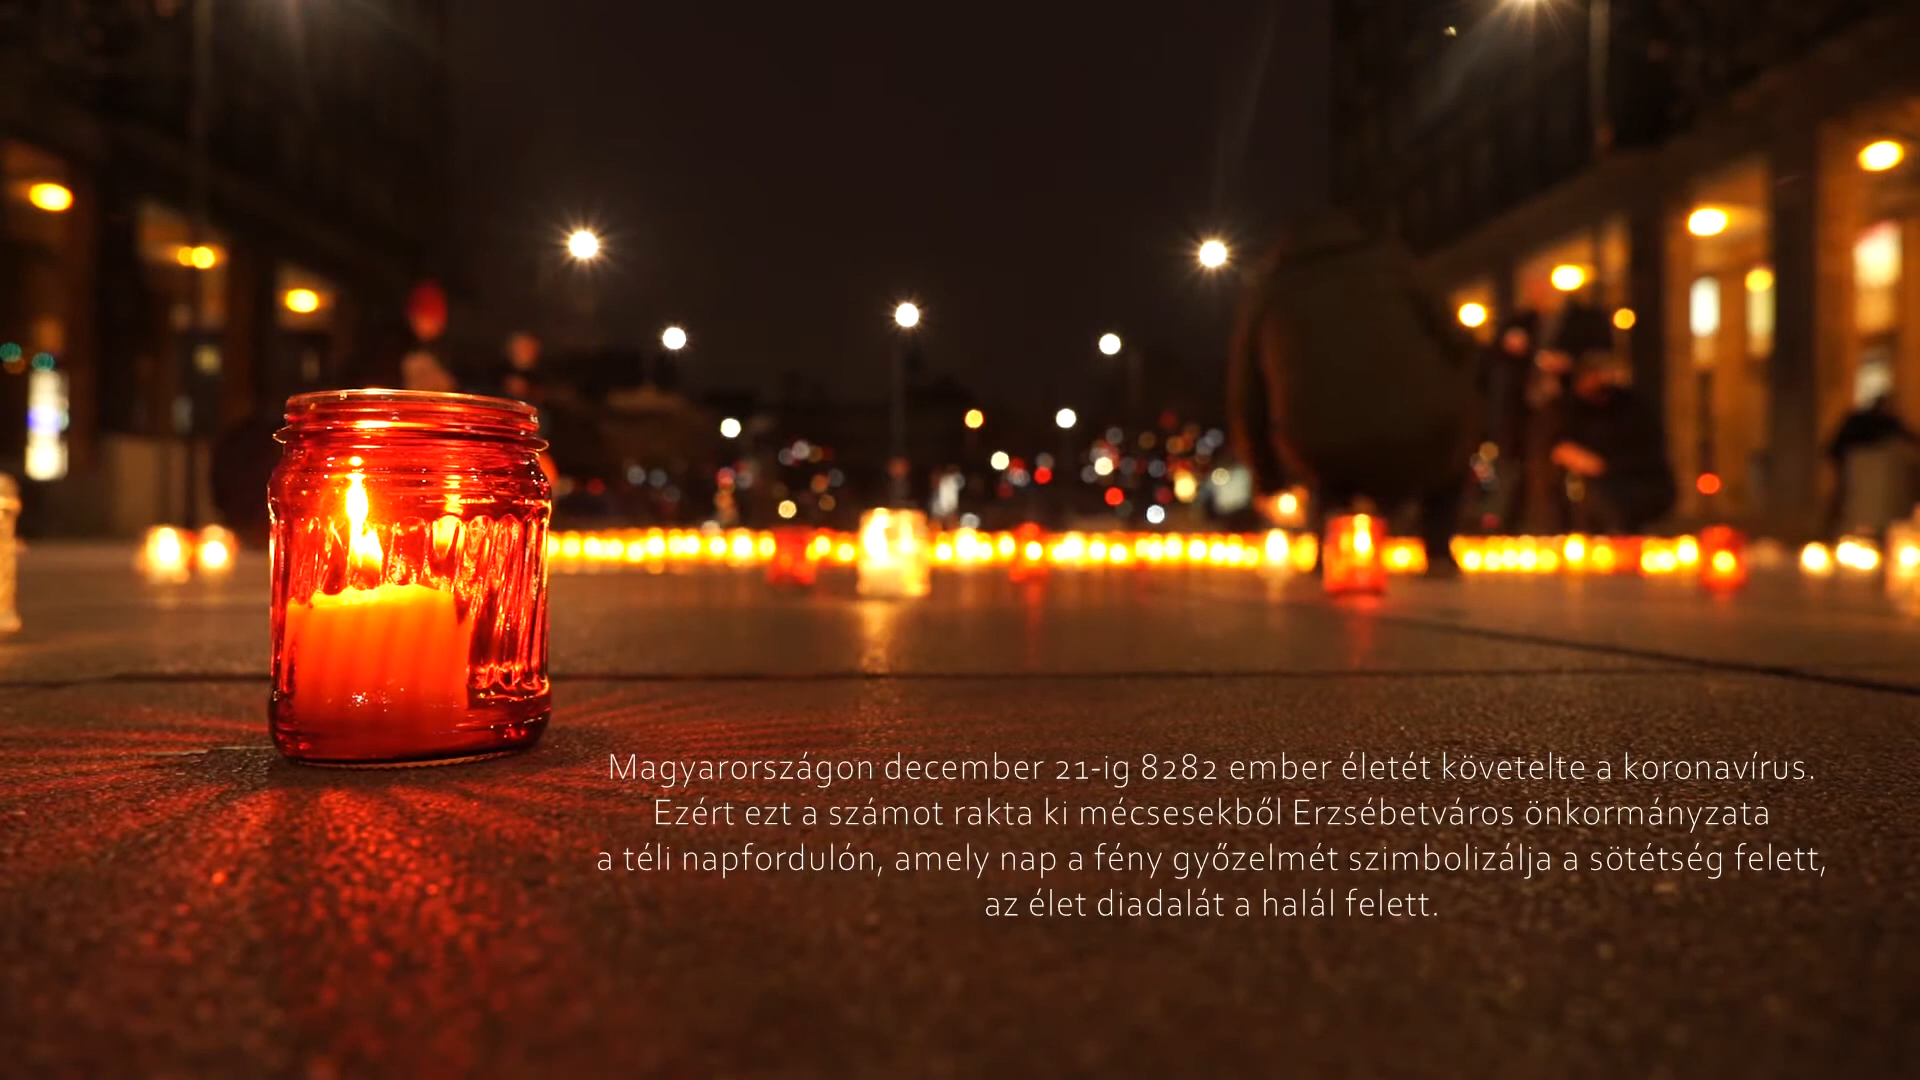 Magyarországon december 21-ig 8282 ember életét követelte a koronavírus.
Ezért ezt a számot rakta ki mécsesekből Erzsébetváros önkormányzata
a téli napfordulón, amely nap a fény győzelmét szimbolizálja a sötétség felett,
az élet diadalát a halál felett.